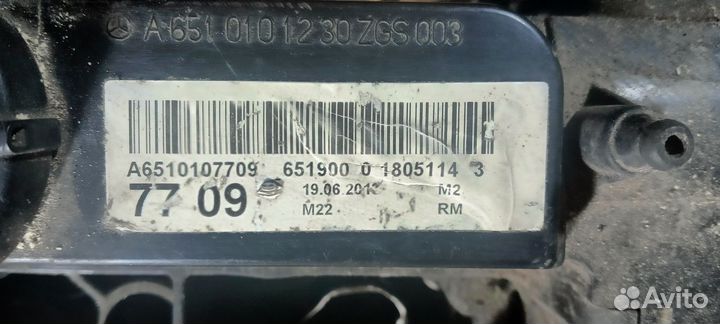 A 651 010 12 30 ZGS 003
A6510107709 651900 0 1805114 3
77 09 19.06.2013 M2
M22 RM
Avito